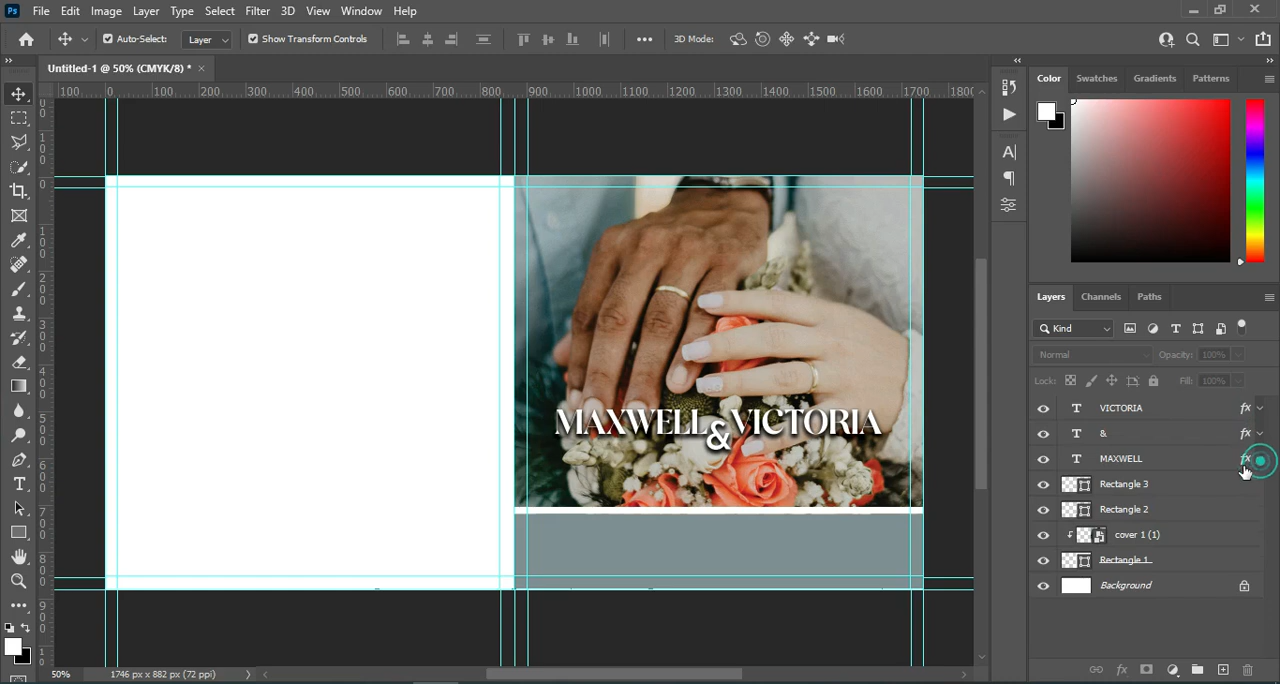 Ps File Edit Image Layer Type Select Filter 3D View Window Help
Auto-Select: Layer Show Transform Controls 3D Mode:
Untitled-1 @ 50% (CMYK/8) *
100 0 100 200 300 400 500 600 700 800 900 1000 1100 1200 1300 1400 1500 1600 1700 1800
Color Swatches Gradients Patterns
Layers Channels Paths
Kind
Normal Opacity: 100%
Lock: Fill: 100%
VICTORIA fx
& fx
MAXWELL fx
Rectangle 3
Rectangle 2
cover 1 (1)
Rectangle 1
Background
MAXWELL & VICTORIA
50% 1746 px x 882 px (72 ppi)